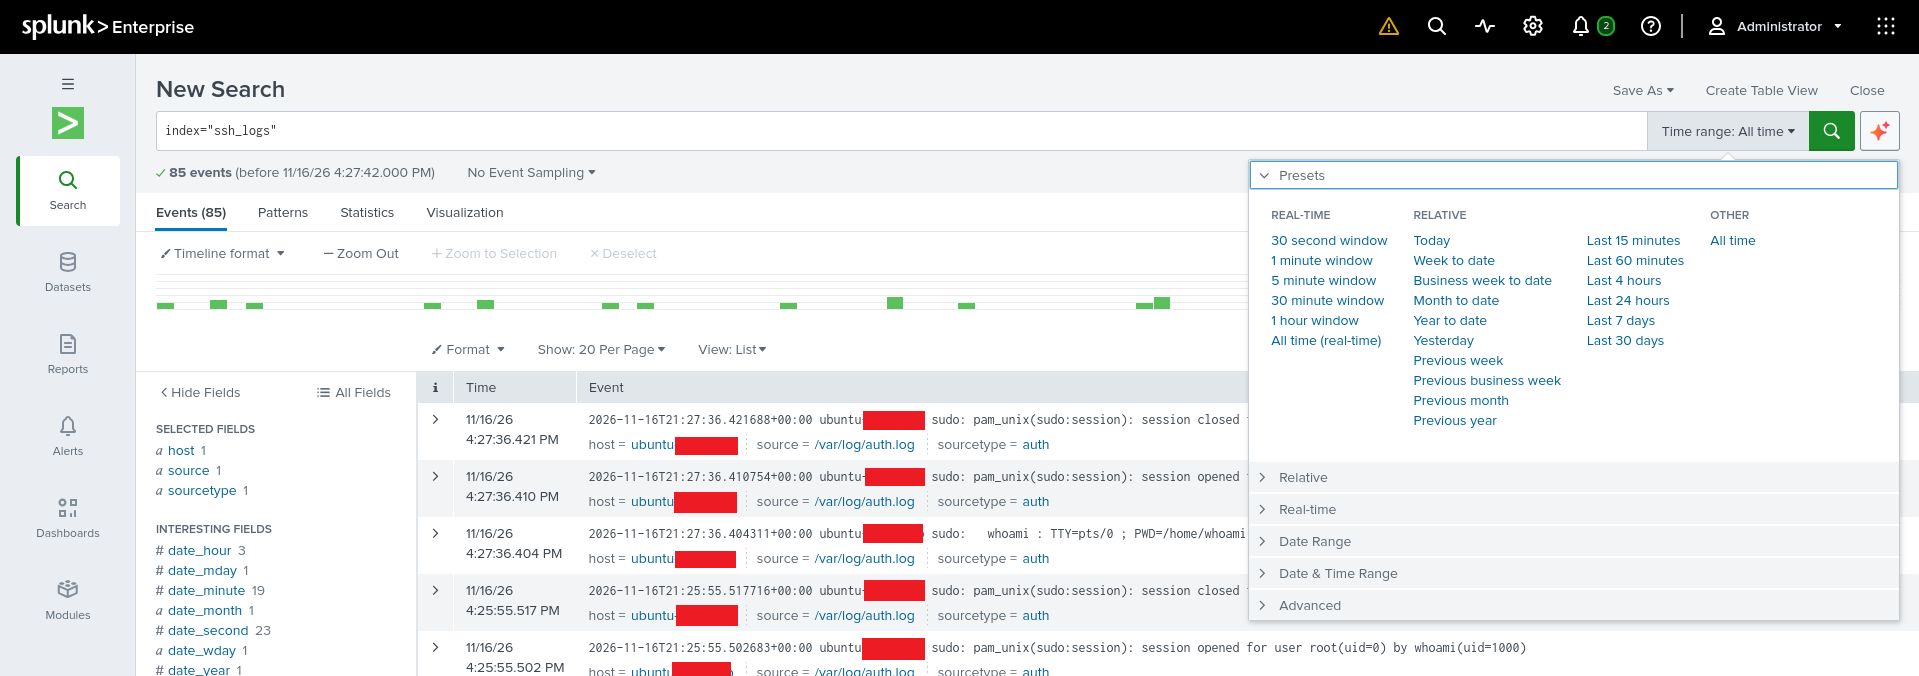 splunk> Enterprise
2
Administrator
New Search
Save As
Create Table View
Close
index="ssh_logs"
Time range: All time
85 events (before 11/16/26 4:27:42.000 PM)
No Event Sampling
Search
Datasets
Reports
Alerts
Dashboards
Modules
Events (85)
Patterns
Statistics
Visualization
Timeline format
Zoom Out
+ Zoom to Selection
× Deselect
Format
Show: 20 Per Page
View: List
Hide Fields
All Fields
SELECTED FIELDS
a host 1
a source 1
a sourcetype 1
INTERESTING FIELDS
# date_hour 3
# date_mday 1
# date_minute 19
a date_month 1
# date_second 23
a date_wday 1
# date_year 1
i
Time
Event
11/16/26
4:27:36.421 PM
2026-11-16T21:27:36.421688+00:00 ubuntu- sudo: pam_unix(sudo:session): session closed
host = ubuntu source = /var/log/auth.log sourcetype = auth
11/16/26
4:27:36.410 PM
2026-11-16T21:27:36.410754+00:00 ubuntu- sudo: pam_unix(sudo:session): session opened
host = ubuntu source = /var/log/auth.log sourcetype = auth
11/16/26
4:27:36.404 PM
2026-11-16T21:27:36.404311+00:00 ubuntu sudo: whoami : TTY=pts/0 ; PWD=/home/whoami
host = ubuntu source = /var/log/auth.log sourcetype = auth
11/16/26
4:25:55.517 PM
2026-11-16T21:25:55.517716+00:00 ubuntu- sudo: pam_unix(sudo:session): session closed
host = ubuntu- source = /var/log/auth.log sourcetype = auth
11/16/26
4:25:55.502 PM
2026-11-16T21:25:55.502683+00:00 ubuntu sudo: pam_unix(sudo:session): session opened for user root(uid=0) by whoami(uid=1000)
host = ubuntu source = /var/log/auth.log sourcetype = auth
Presets
REAL-TIME
30 second window
1 minute window
5 minute window
30 minute window
1 hour window
All time (real-time)
RELATIVE
Today
Week to date
Business week to date
Month to date
Year to date
Yesterday
Previous week
Previous business week
Previous month
Previous year
Last 15 minutes
Last 60 minutes
Last 4 hours
Last 24 hours
Last 7 days
Last 30 days
OTHER
All time
Relative
Real-time
Date Range
Date & Time Range
Advanced